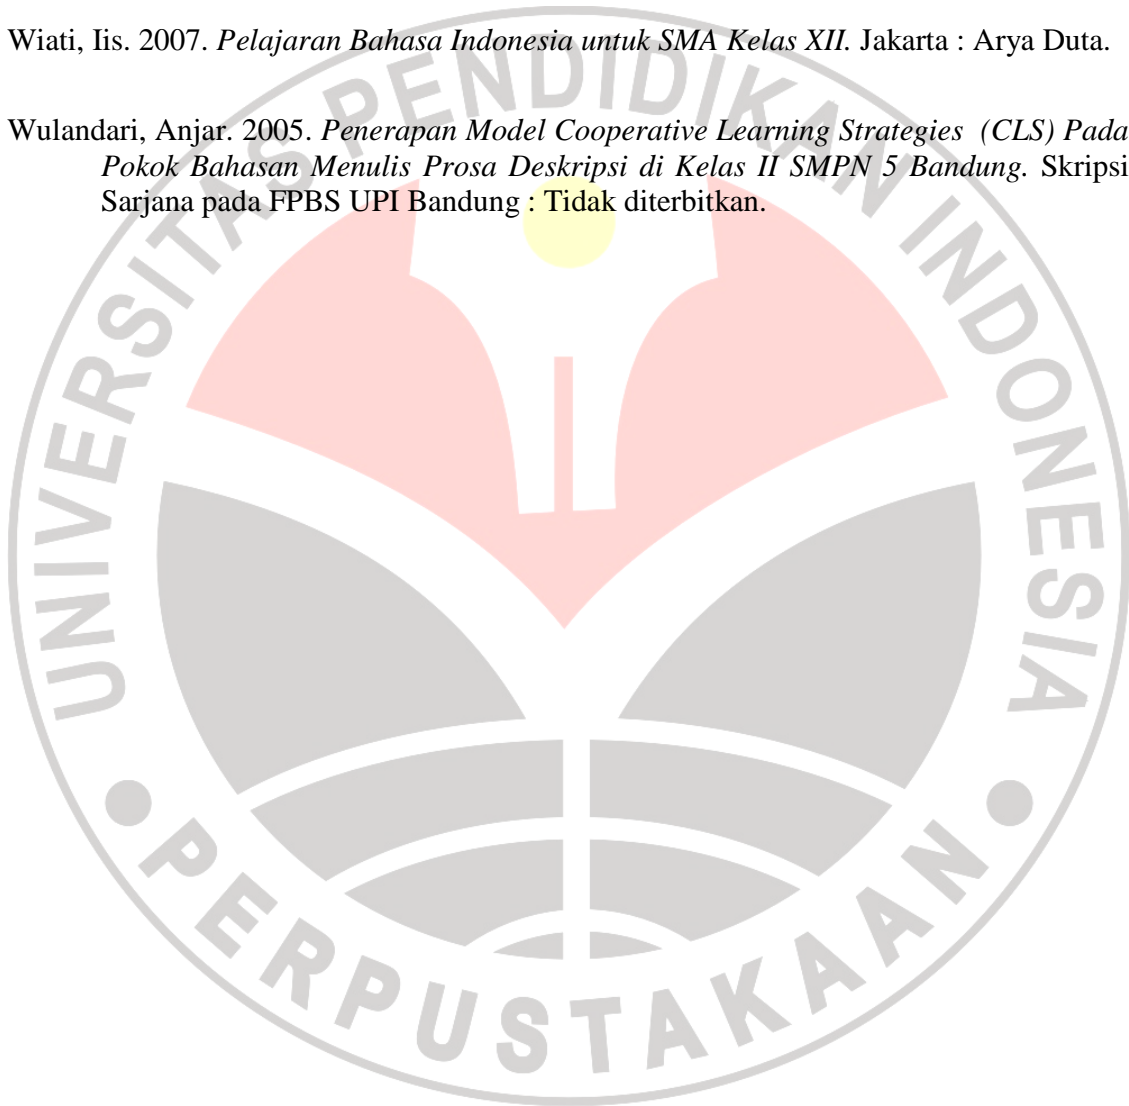 Wiati, Iis. 2007. Pelajaran Bahasa Indonesia untuk SMA Kelas XII. Jakarta : Arya Duta.
Wulandari, Anjar. 2005. Penerapan Model Cooperative Learning Strategies (CLS) Pada
Pokok Bahasan Menulis Prosa Deskripsi di Kelas II SMPN 5 Bandung. Skripsi
Sarjana pada FPBS UPI Bandung : Tidak diterbitkan.
UNIVERSITAS PENDIDIKAN INDONESIA
PERPUSTAKAAN